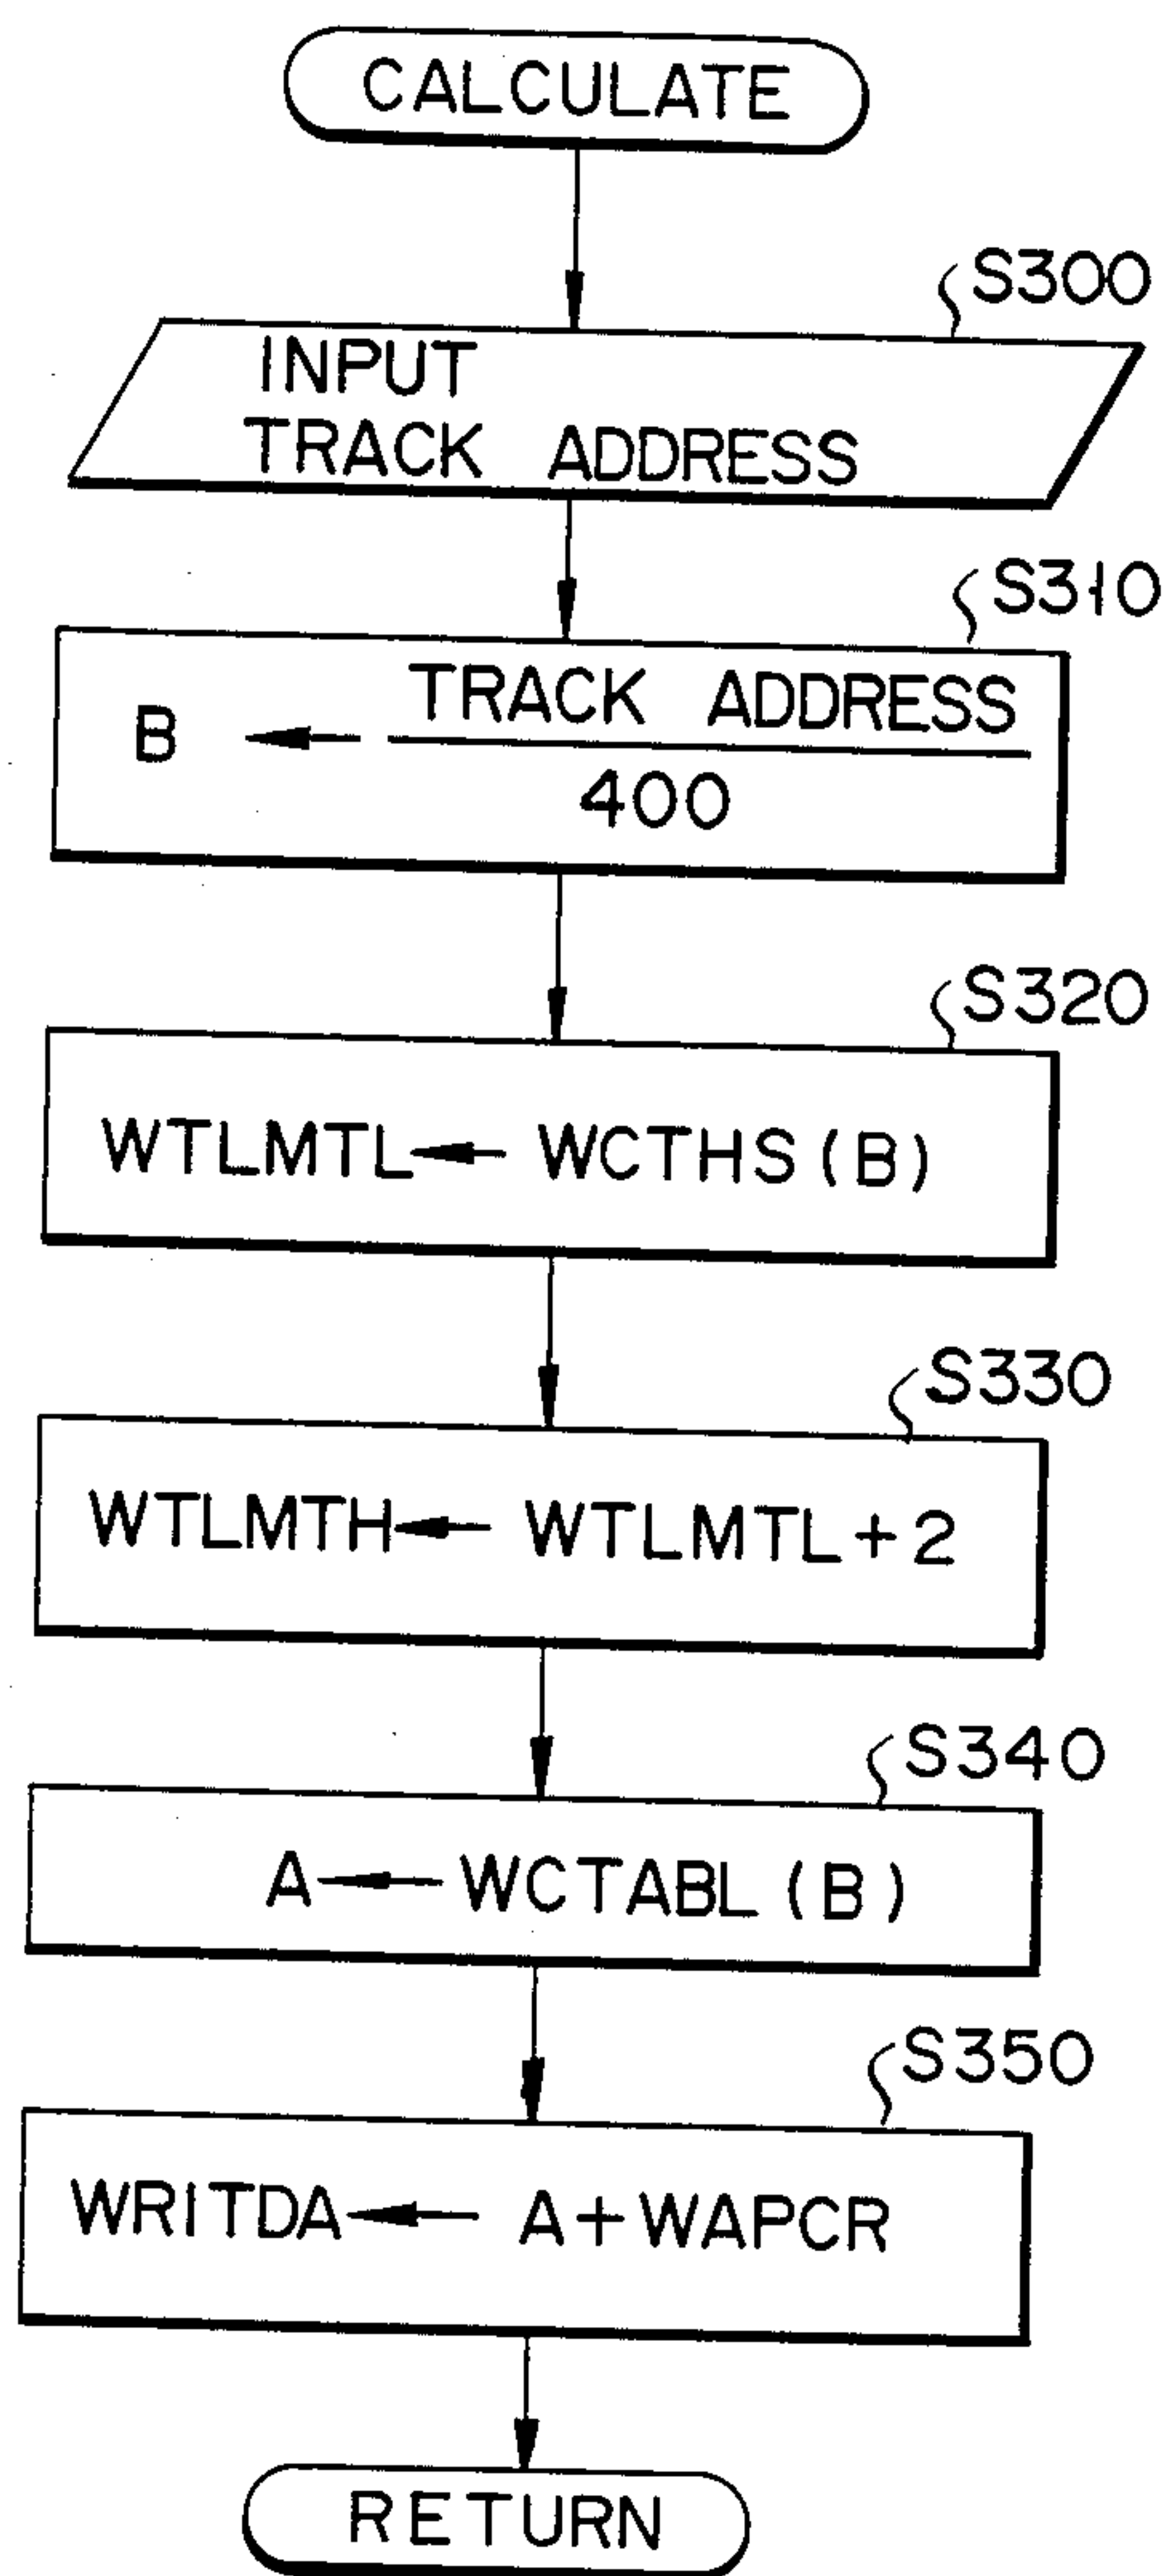 CALCULATE
S300
INPUT
TRACK ADDRESS
S310
TRACK ADDRESS
B ←
400
S320
WTLMTL ← WCTHS (B)
S330
WTLMTH ← WTLMTL + 2
S340
A ← WCTABL (B)
S350
WRITDA ← A + WAPCR
RETURN